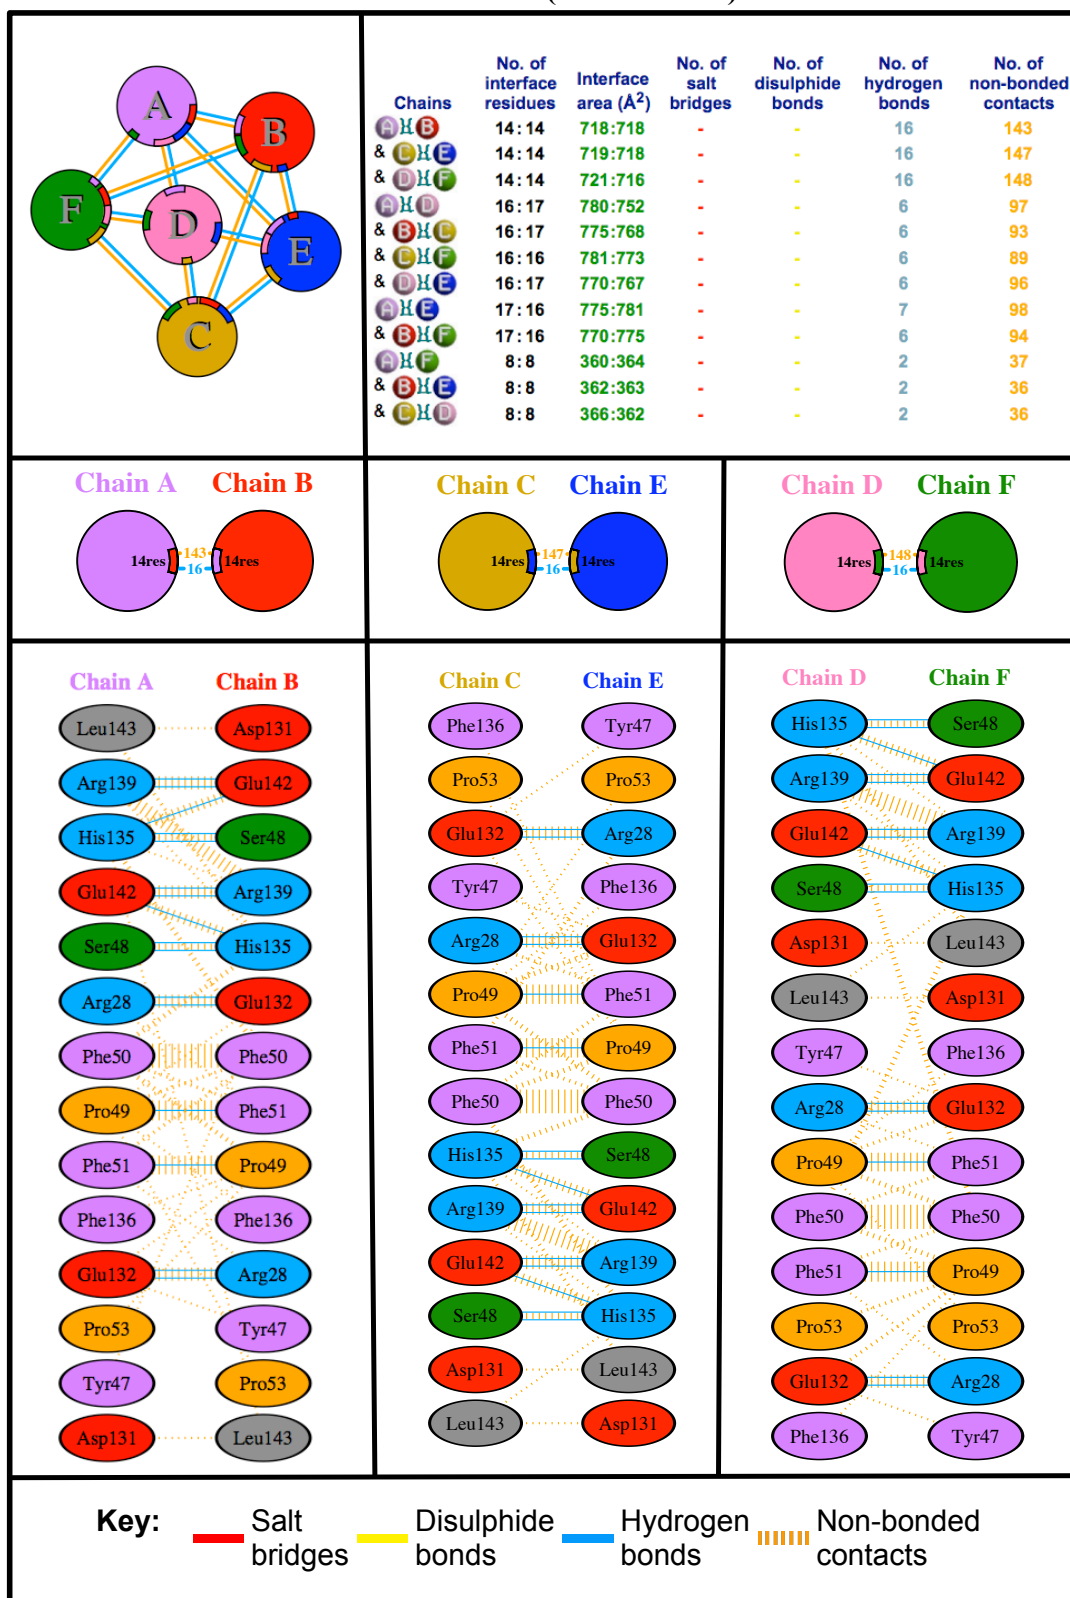 A
B
F
D
E
C
No. of No. of No. of No. of No. of
interface Interface salt disulphide hydrogen non-bonded
Chains residues area (Å2) bridges bonds bonds contacts
A B 14:14 718:718 - - 16 143
& C E 14:14 719:718 - - 16 147
& D F 14:14 721:716 - - 16 148
A D 16:17 780:752 - - 6 97
& B C 16:17 775:768 - - 6 93
& C F 16:16 781:773 - - 6 89
& D E 16:17 770:767 - - 6 96
A E 17:16 775:781 - - 7 98
& B F 17:16 770:775 - - 6 94
A F 8:8 360:364 - - 2 37
& B E 8:8 362:363 - - 2 36
& C D 8:8 366:362 - - 2 36
Chain A Chain B
14res 143 14res
16
Chain C Chain E
14res 147 14res
16
Chain D Chain F
14res 148 14res
16
Chain A Chain B
Leu143 Asp131
Arg139 Glu142
His135 Ser48
Glu142 Arg139
Ser48 His135
Arg28 Glu132
Phe50 Phe50
Pro49 Phe51
Phe51 Pro49
Phe136 Phe136
Glu132 Arg28
Pro53 Tyr47
Tyr47 Pro53
Asp131 Leu143
Chain C Chain E
Phe136 Tyr47
Pro53 Pro53
Glu132 Arg28
Tyr47 Phe136
Arg28 Glu132
Pro49 Phe51
Phe51 Pro49
Phe50 Phe50
His135 Ser48
Arg139 Glu142
Glu142 Arg139
Ser48 His135
Asp131 Leu143
Leu143 Asp131
Chain D Chain F
His135 Ser48
Arg139 Glu142
Glu142 Arg139
Ser48 His135
Asp131 Leu143
Leu143 Asp131
Tyr47 Phe136
Arg28 Glu132
Pro49 Phe51
Phe50 Phe50
Phe51 Pro49
Pro53 Pro53
Glu132 Arg28
Phe136 Tyr47
Key: Salt Disulphide Hydrogen Non-bonded
bridges bonds bonds contacts